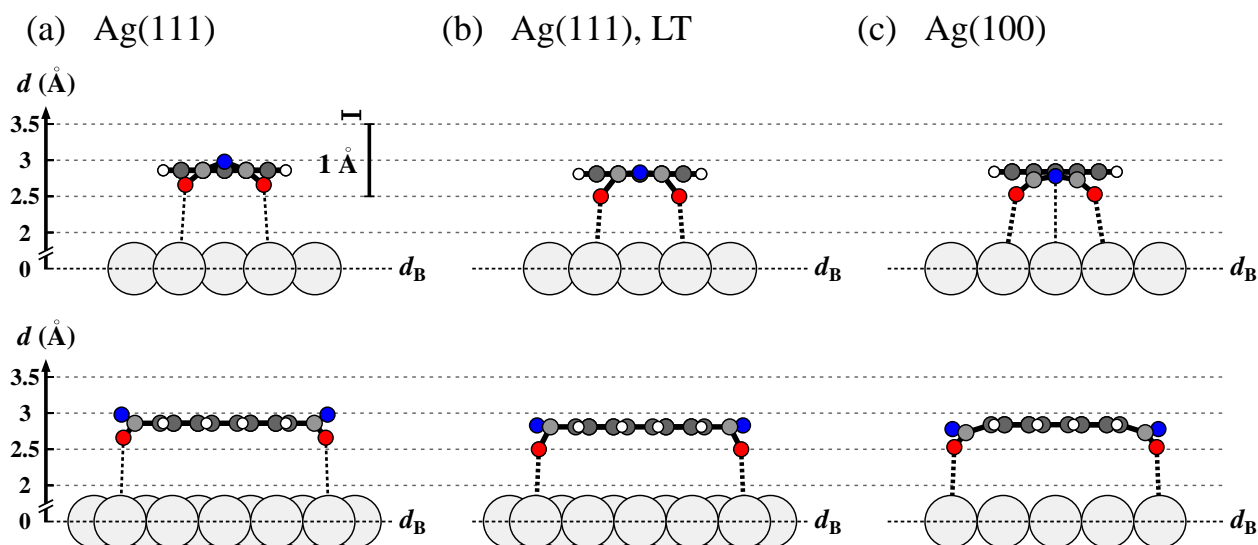 (a) Ag(111)
(b) Ag(111), LT
(c) Ag(100)
d (Å)
3.5
3
2.5
2
0
1 Å
d_B
d_B
d_B
d (Å)
3.5
3
2.5
2
0
d_B
d_B
d_B